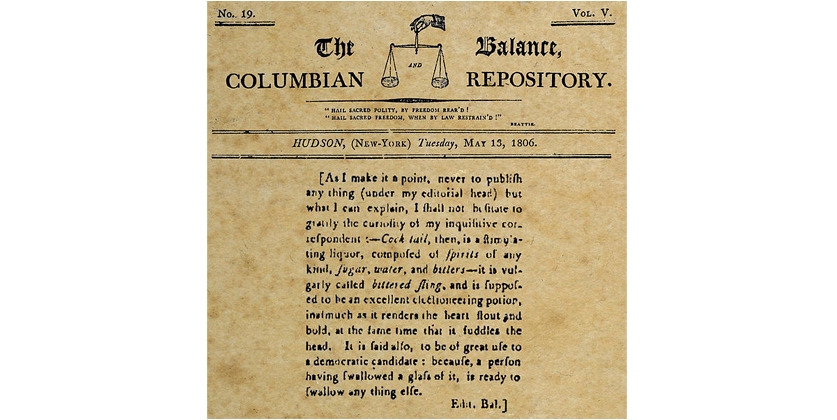 No. 19. VOL. V.
The Balance,
AND
COLUMBIAN REPOSITORY.
"HAIL SACRED POLITY, BY FREEDOM REAR'D!
"HAIL SACRED FREEDOM, WHEN BY LAW RESTRAIN'D!"
BEATTIE.
HUDSON, (NEW-YORK) Tuesday, MAY 13, 1806.
[As I make it a point, never to publiſh
any thing (under my editorial head) but
what I can explain, I ſhall not heſitate to
gratify the curioſity of my inquiſitive cor-
reſpondent :—Cock tail, then, is a ſtimula-
ting liquor, compoſed of ſpirits of any
kind, ſugar, water, and bitters—it is vul-
garly called bittered ſling, and is ſuppoſ-
ed to be an excellent electioneering potion,
inaſmuch as it renders the heart ſtout and
bold, at the ſame time that it fuddles the
head. It is ſaid alſo, to be of great uſe to
a democratic candidate : becauſe, a perſon
having ſwallowed a glaſs of it, is ready to
ſwallow any thing elſe.
Edit. Bal.]